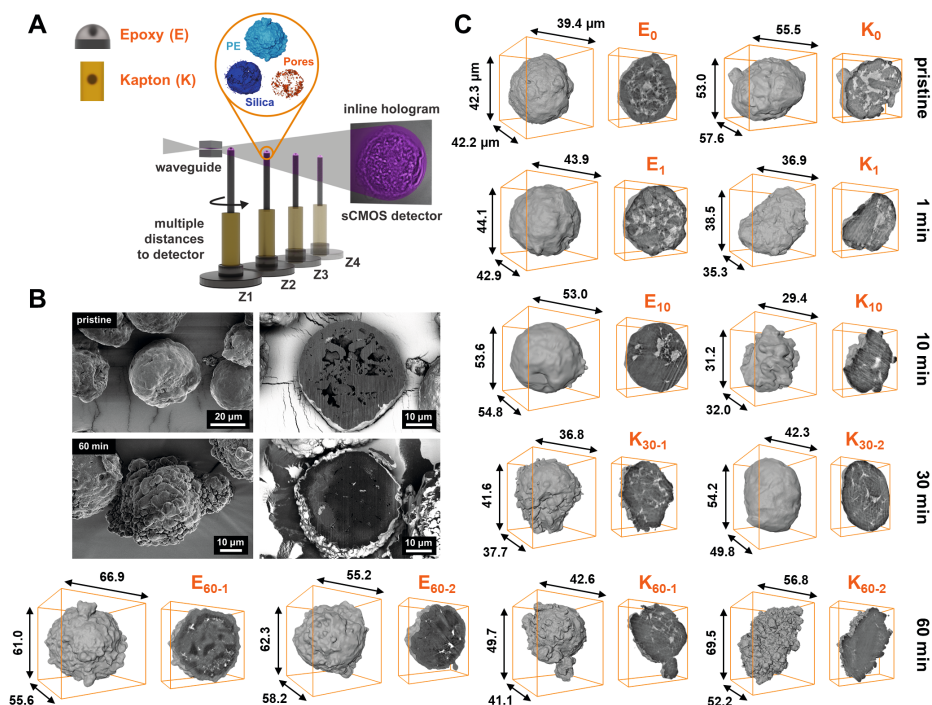 A
Epoxy (E)
Kapton (K)
PE
Pores
Silica
inline hologram
waveguide
sCMOS detector
multiple
distances
to detector
Z1
Z2
Z3
Z4
B
pristine
20 µm
10 µm
60 min
10 µm
10 µm
C
39.4 µm
E0
42.3 µm
42.2 µm
55.5
K0
53.0
57.6
pristine
43.9
E1
44.1
42.9
36.9
K1
38.5
35.3
1 min
53.0
E10
53.6
54.8
29.4
K10
31.2
32.0
10 min
36.8
K30-1
41.6
37.7
42.3
K30-2
54.2
49.8
30 min
66.9
E60-1
61.0
55.6
55.2
E60-2
62.3
58.2
42.6
K60-1
49.7
41.1
56.8
K60-2
69.5
52.2
60 min